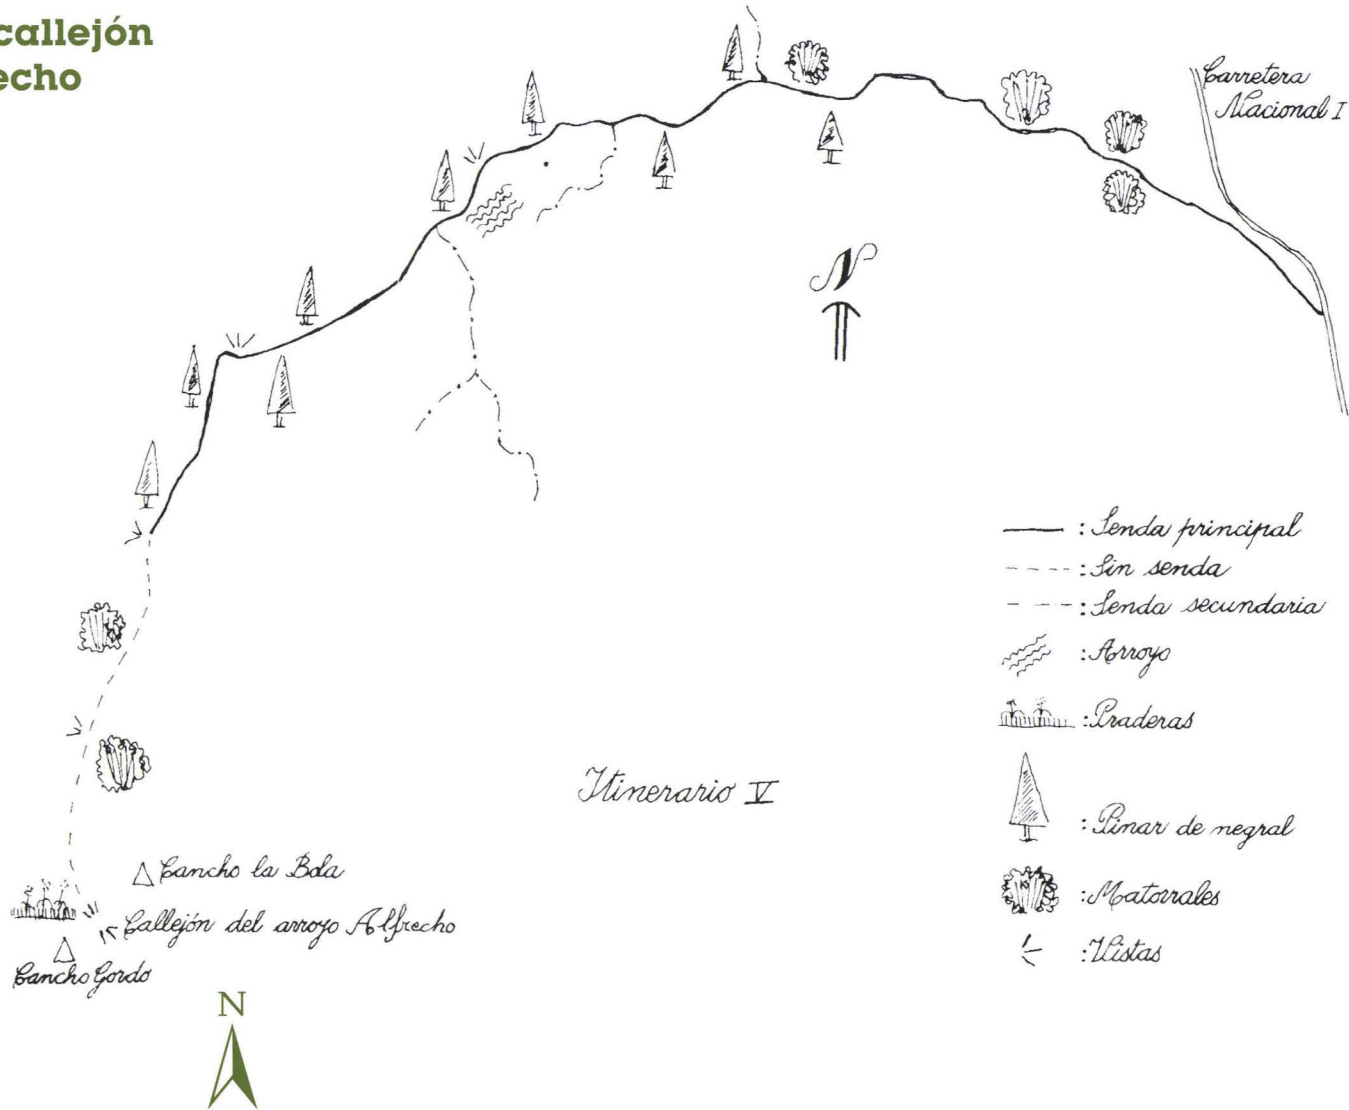 callejón
echo
Carretera
Nacional I
N
: Senda principal
: Sin senda
: Senda secundaria
: Arroyo
: Praderas
Itinerario V
: Pinar de negral
: Matorrales
: Vistas
Cancho la Bola
Callejón del arroyo Alfrecho
Cancho Gordo
N